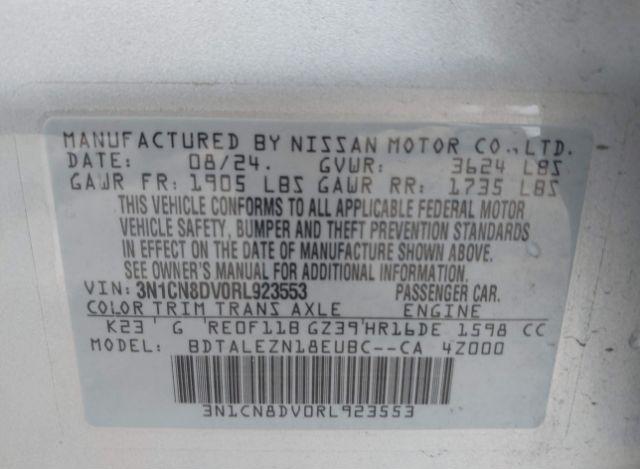 MANUFACTURED BY NISSAN MOTOR CO., LTD.
DATE: 08/24. GVWR: 3624 LBS
GAWR FR: 1905 LBS GAWR RR: 1735 LBS
THIS VEHICLE CONFORMS TO ALL APPLICABLE FEDERAL MOTOR
VEHICLE SAFETY, BUMPER AND THEFT PREVENTION STANDARDS
IN EFFECT ON THE DATE OF MANUFACTURE SHOWN ABOVE.
SEE OWNER'S MANUAL FOR ADDITIONAL INFORMATION
VIN: 3N1CN8DV0RL923553 PASSENGER CAR.
COLOR TRIM TRANS AXLE ENGINE
K23 G RE0F11B GZ39 HR16DE 1598 CC
MODEL: BDTALEZN18EUBC--CA 4Z000
3N1CN8DV0RL923553